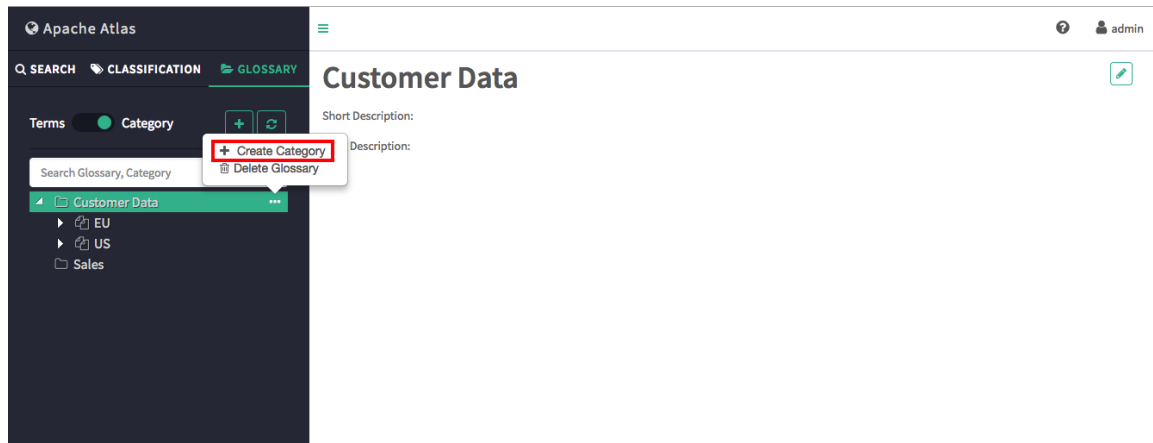 Apache Atlas
admin
SEARCH CLASSIFICATION GLOSSARY
Customer Data
Terms Category
Short Description:
Create Category
Description:
Delete Glossary
Search Glossary, Category
Customer Data
EU
US
Sales